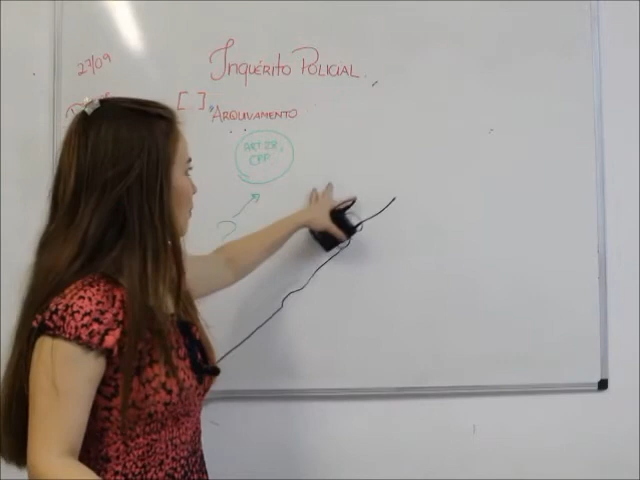 27/09
Inquérito Policial.
[ ]
Arquivamento
ART. 28,
CPP